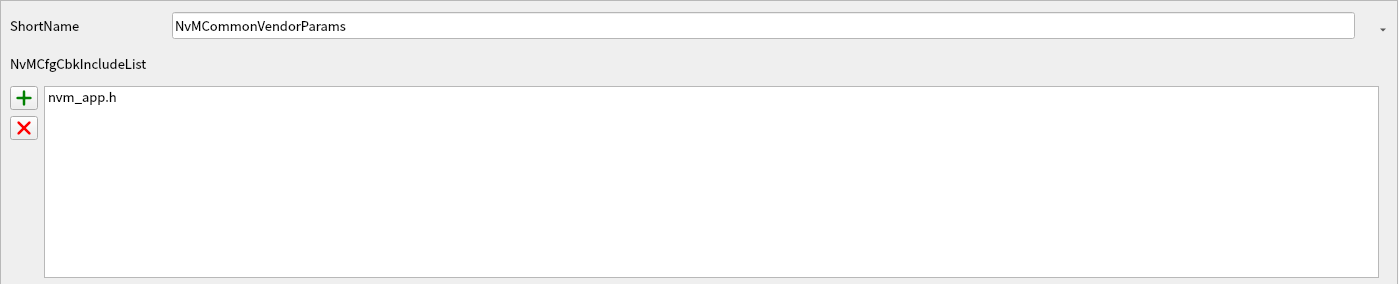 ShortName NvMCommonVendorParams
NvMCfgCbkIncludeList
nvm_app.h